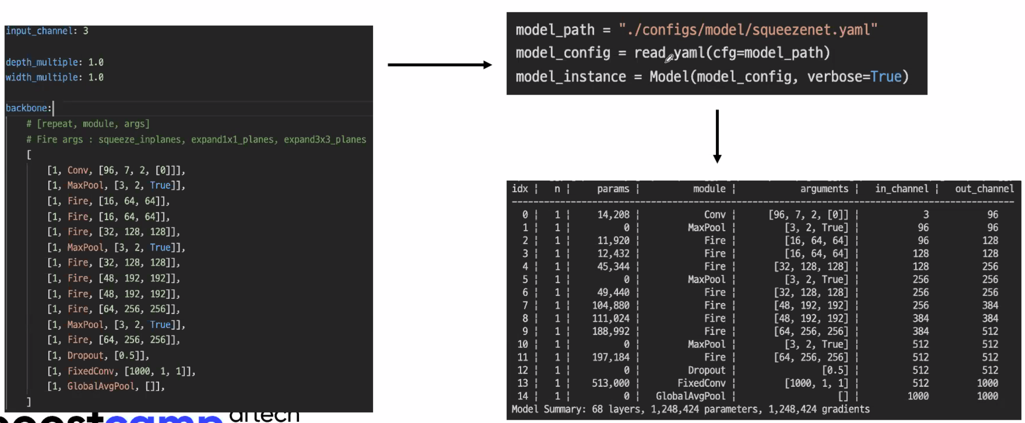 input_channel: 3
depth_multiple: 1.0
width_multiple: 1.0
backbone:
# [repeat, module, args]
# Fire args : squeeze_inplanes, expand1x1_planes, expand3x3_planes
[
[1, Conv, [96, 7, 2, [0]]],
[1, MaxPool, [3, 2, True]],
[1, Fire, [16, 64, 64]],
[1, Fire, [16, 64, 64]],
[1, Fire, [32, 128, 128]],
[1, MaxPool, [3, 2, True]],
[1, Fire, [32, 128, 128]],
[1, Fire, [48, 192, 192]],
[1, Fire, [48, 192, 192]],
[1, Fire, [64, 256, 256]],
[1, MaxPool, [3, 2, True]],
[1, Fire, [64, 256, 256]],
[1, Dropout, [0.5]],
[1, FixedConv, [1000, 1, 1]],
[1, GlobalAvgPool, []],
]
model_path = "./configs/model/squeezenet.yaml"
model_config = read_yaml(cfg=model_path)
model_instance = Model(model_config, verbose=True)
idx | n | params | module | arguments | in_channel | out_channel
0 | 1 | 14,208 | Conv | [96, 7, 2, [0]] | 3 96
1 | 1 | 0 | MaxPool | [3, 2, True] | 96 96
2 | 1 | 11,920 | Fire | [16, 64, 64] | 96 128
3 | 1 | 12,432 | Fire | [16, 64, 64] | 128 128
4 | 1 | 45,344 | Fire | [32, 128, 128] | 128 256
5 | 1 | 0 | MaxPool | [3, 2, True] | 256 256
6 | 1 | 49,440 | Fire | [32, 128, 128] | 256 256
7 | 1 | 104,880 | Fire | [48, 192, 192] | 256 384
8 | 1 | 111,024 | Fire | [48, 192, 192] | 384 384
9 | 1 | 188,992 | Fire | [64, 256, 256] | 384 512
10 | 1 | 0 | MaxPool | [3, 2, True] | 512 512
11 | 1 | 197,184 | Fire | [64, 256, 256] | 512 512
12 | 1 | 0 | Dropout | [0.5] | 512 512
13 | 1 | 513,000 | FixedConv | [1000, 1, 1] | 512 1000
14 | 1 | 0 | GlobalAvgPool | [] | 1000 1000
Model Summary: 68 layers, 1,248,424 parameters, 1,248,424 gradients